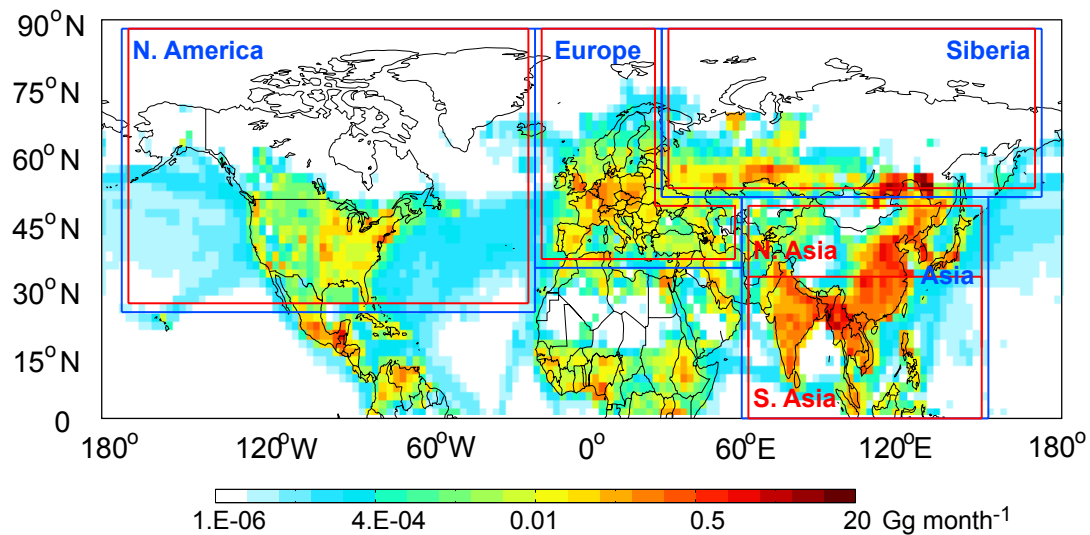 90°N
N. America
Europe
Siberia
75°N
60°N
45°N
N. Asia
Asia
30°N
15°N
S. Asia
0
180° 120°W 60°W 0° 60°E 120°E 180°
1.E-06 4.E-04 0.01 0.5 20 Gg month⁻¹